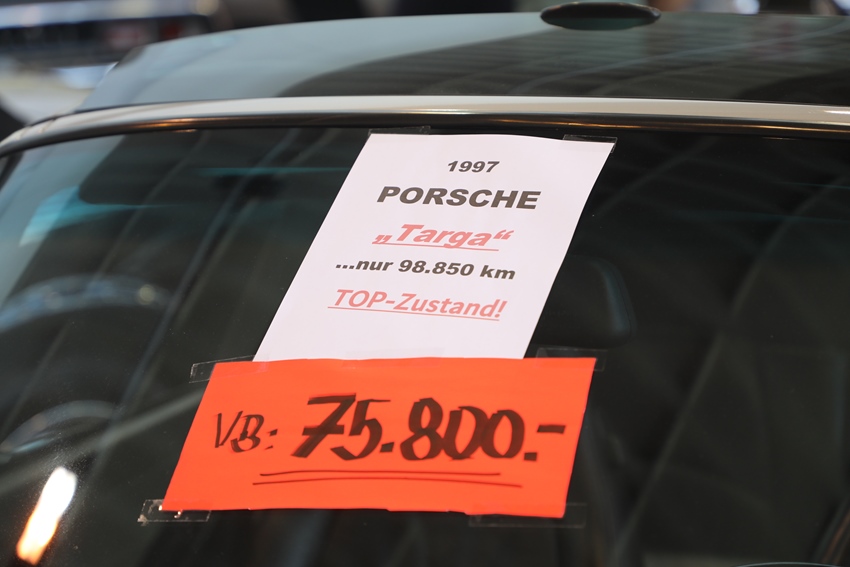 1997
PORSCHE
„Targa“
...nur 98.850 km
TOP-Zustand!
VB: 75.800.-